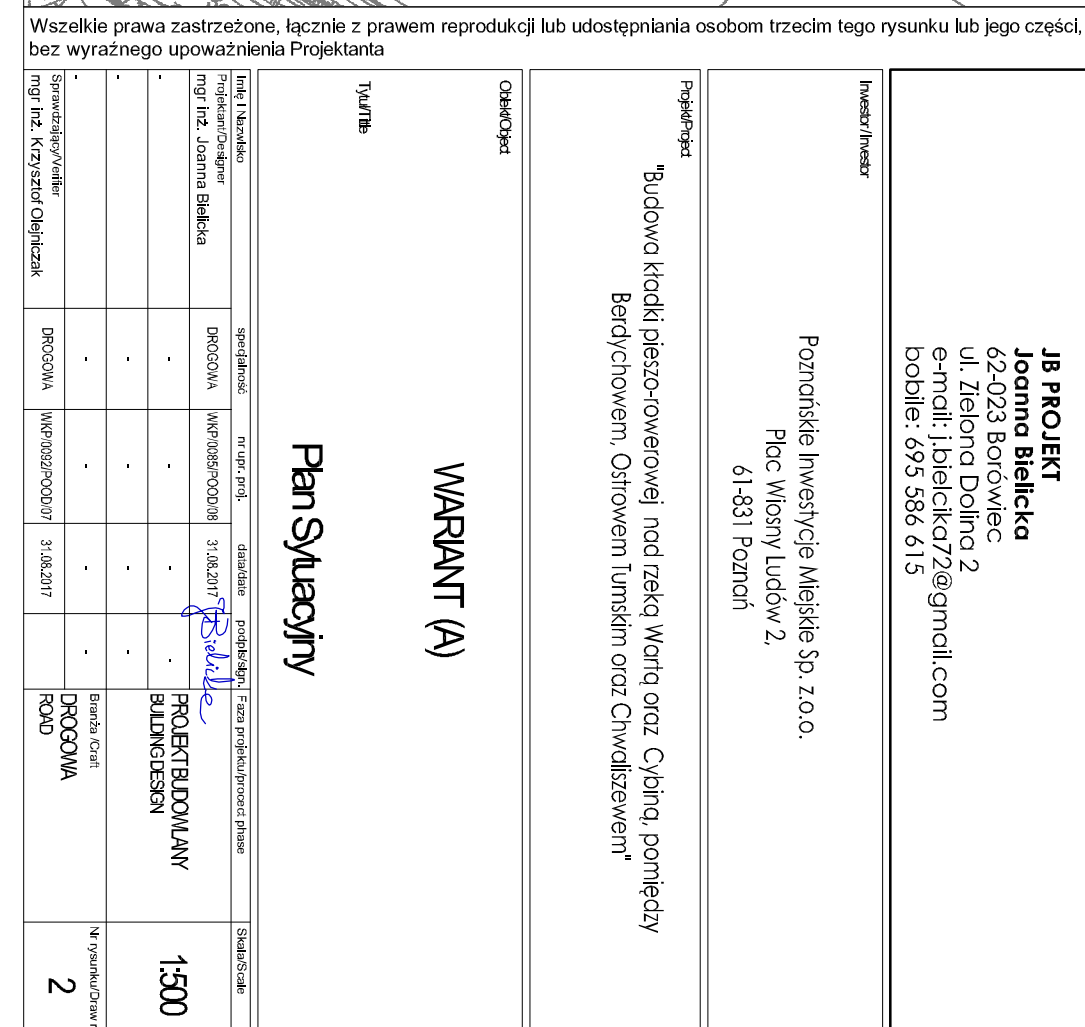 Wszelkie prawa zastrzeżone, łącznie z prawem reprodukcji lub udostępniania osobom trzecim tego rysunku lub jego części,
bez wyraźnego upoważnienia Projektanta
JB PROJEKT
Joanna Bielicka
62-023 Borówiec
ul. Zielona Dolina 2
e-mail: j.bielcika72@gmail.com
bobile: 695 586 615
Inwestor/Investor
Poznańskie Inwestycje Miejskie Sp. z.o.o.
Plac Wiosny Ludów 2,
61-831 Poznań
Projekt/Project
"Budowa kładki pieszo-rowerowej nad rzeką Wartą oraz Cybiną, pomiędzy
Berdychowem, Ostrowem Tumskim oraz Chwaliszewem"
Obiekt/Object
WARIANT (A)
Tytuł/Title
Plan Sytuacyjny
Imię i Nazwisko specjalność nr upr. proj. data/date podpis/sign. Faza projektu/procect phase Skala/Scale
Projektant/Designer
mgr inż. Joanna Bielicka DROGOWA WKP/0085/POOD/08 31.08.2017 JBielicka
PROJEKT BUDOWLANY
BUILDING DESIGN
1:500
- - - - -
- - - - -
- - - - -
Sprawdzający/Verifier
mgr inż. Krzysztof Olejniczak DROGOWA WKP/0092/POOD/07 31.08.2017
Branża /Craft
DROGOWA
ROAD
Nr rysunku/Draw
2